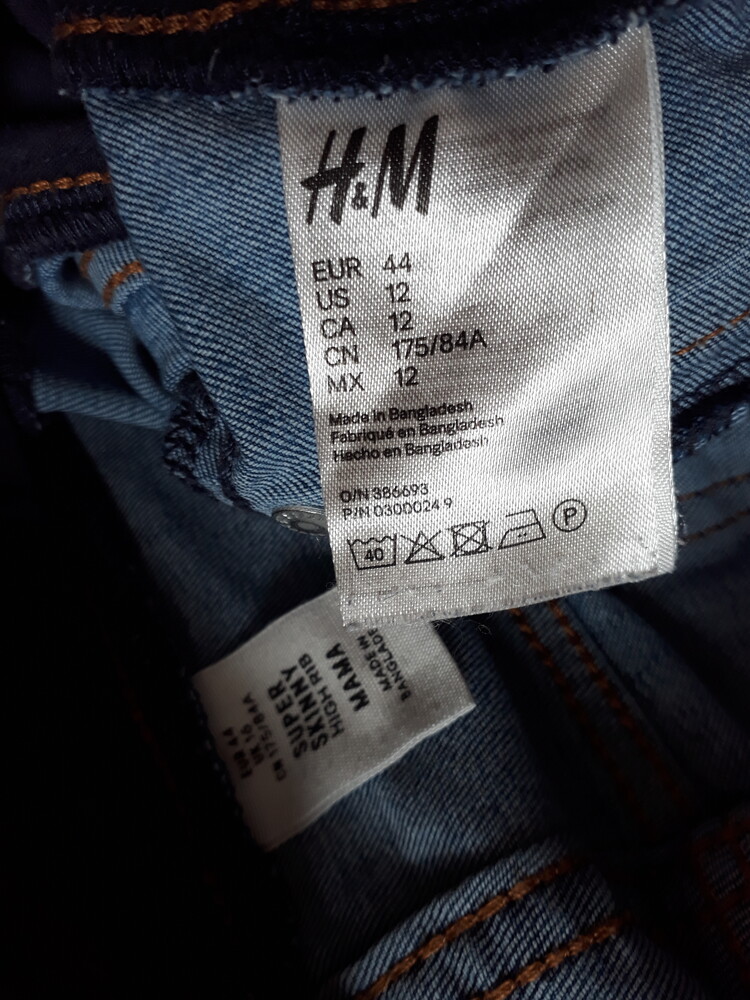 H&M
EUR 44
US 12
CA 12
CN 175/84A
MX 12
Made in Bangladesh
Fabriqué en Bangladesh
Hecho en Bangladesh
O/N 386693
P/N 0300024 9
40
P
MADE IN
BANGLADE
MAMA
HIGH RIB
SUPER
SKINNY
CN 175/84A
UK 16
EUR 44